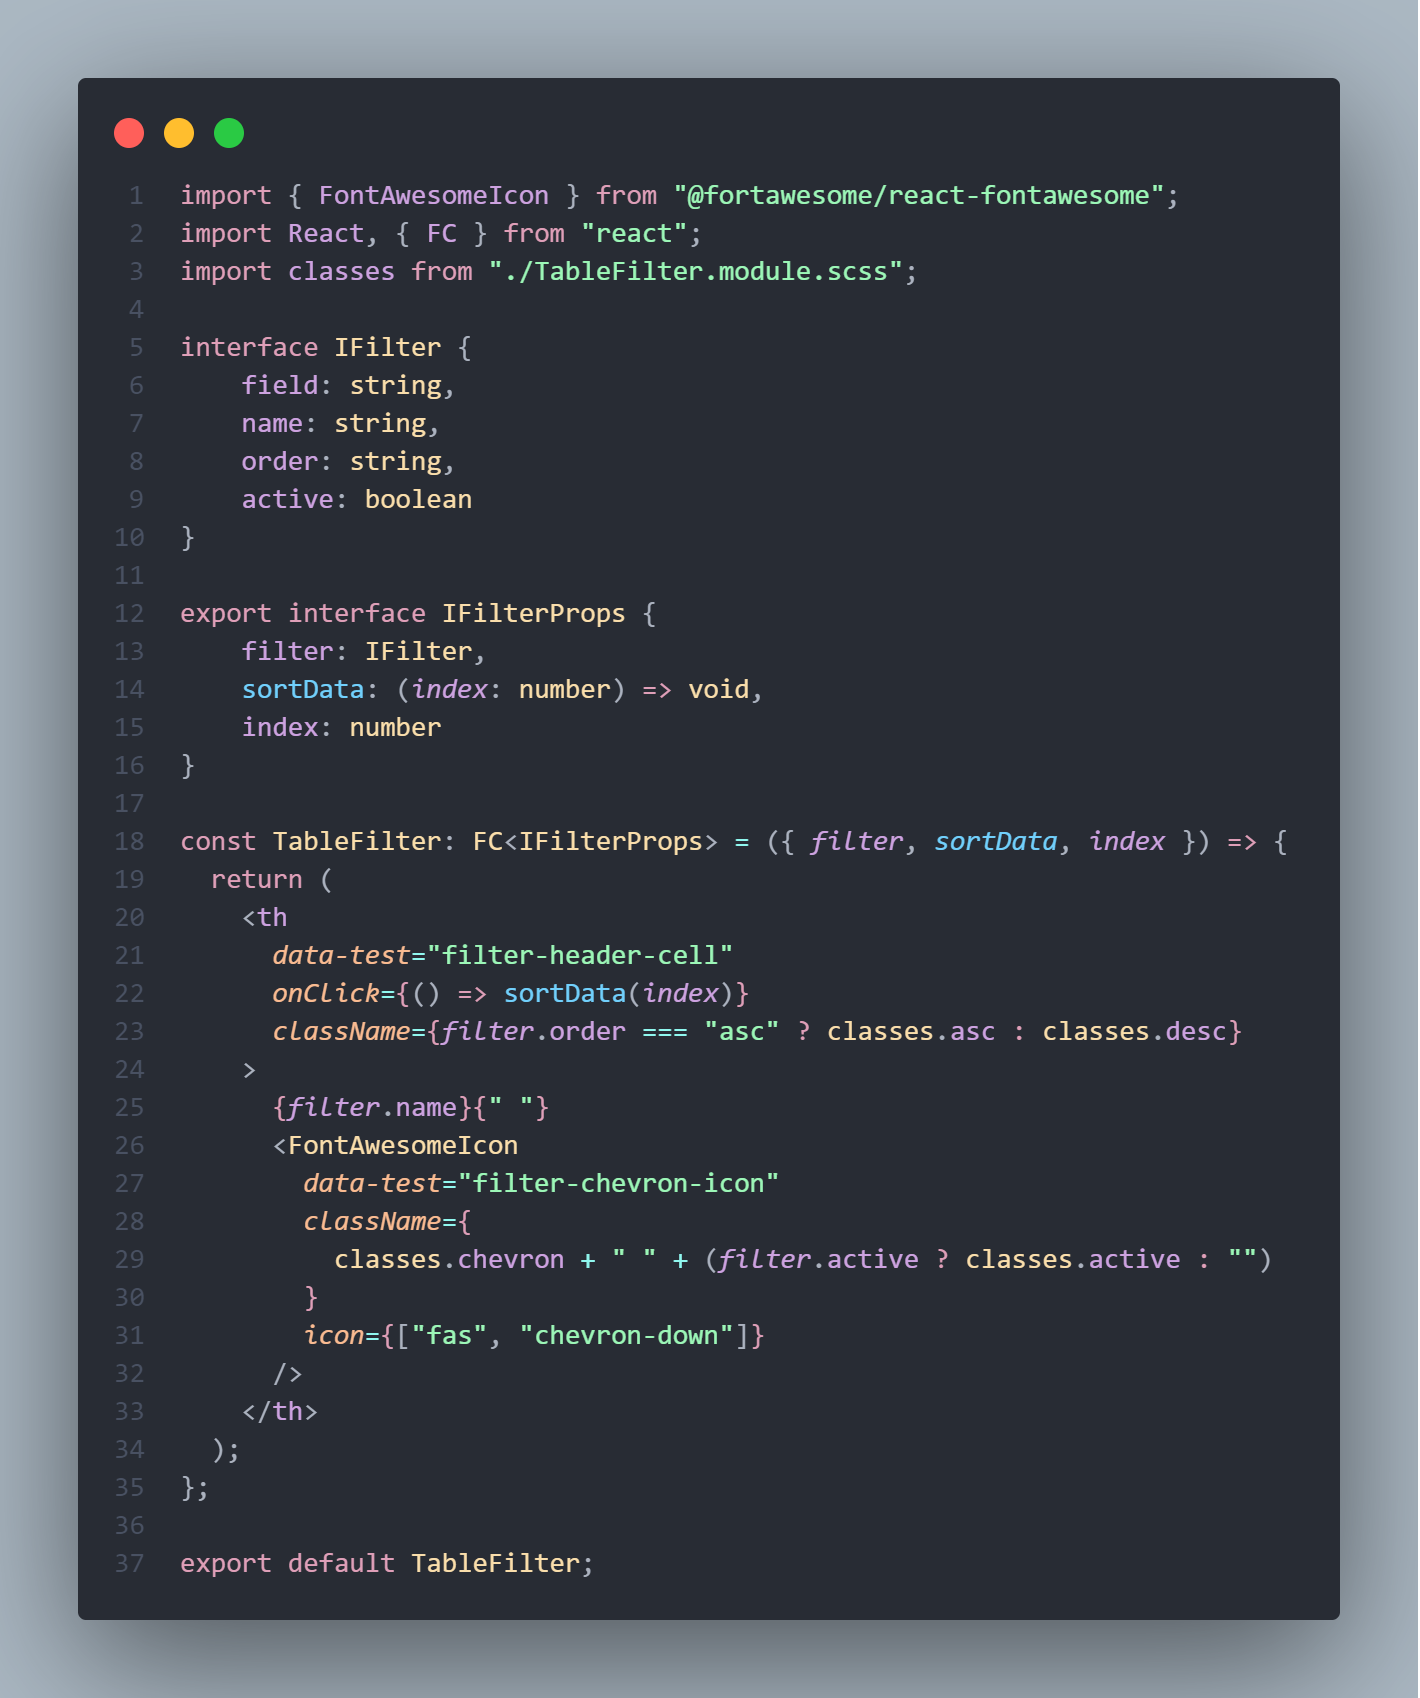 1 import { FontAwesomeIcon } from "@fortawesome/react-fontawesome";
2 import React, { FC } from "react";
3 import classes from "./TableFilter.module.scss";
4
5 interface IFilter {
6     field: string,
7     name: string,
8     order: string,
9     active: boolean
10 }
11
12 export interface IFilterProps {
13     filter: IFilter,
14     sortData: (index: number) => void,
15     index: number
16 }
17
18 const TableFilter: FC<IFilterProps> = ({ filter, sortData, index }) => {
19   return (
20     <th
21       data-test="filter-header-cell"
22       onClick={() => sortData(index)}
23       className={filter.order === "asc" ? classes.asc : classes.desc}
24     >
25       {filter.name}{" "}
26       <FontAwesomeIcon
27         data-test="filter-chevron-icon"
28         className={
29           classes.chevron + " " + (filter.active ? classes.active : "")
30         }
31         icon={["fas", "chevron-down"]}
32       />
33     </th>
34   );
35 };
36
37 export default TableFilter;